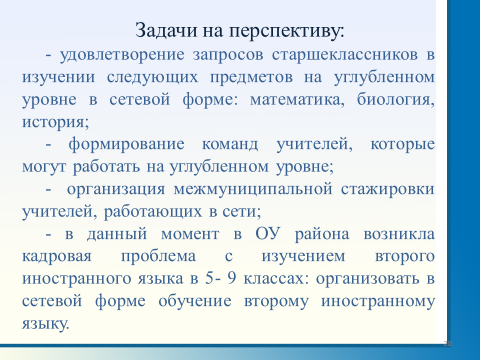 Задачи на перспективу:
- удовлетворение запросов старшеклассников в
изучении следующих предметов на углубленном
уровне в сетевой форме: математика, биология,
история;
- формирование команд учителей, которые
могут работать на углубленном уровне;
- организация межмуниципальной стажировки
учителей, работающих в сети;
- в данный момент в ОУ района возникла
кадровая проблема с изучением второго
иностранного языка в 5- 9 классах: организовать в
сетевой форме обучение второму иностранному
языку.